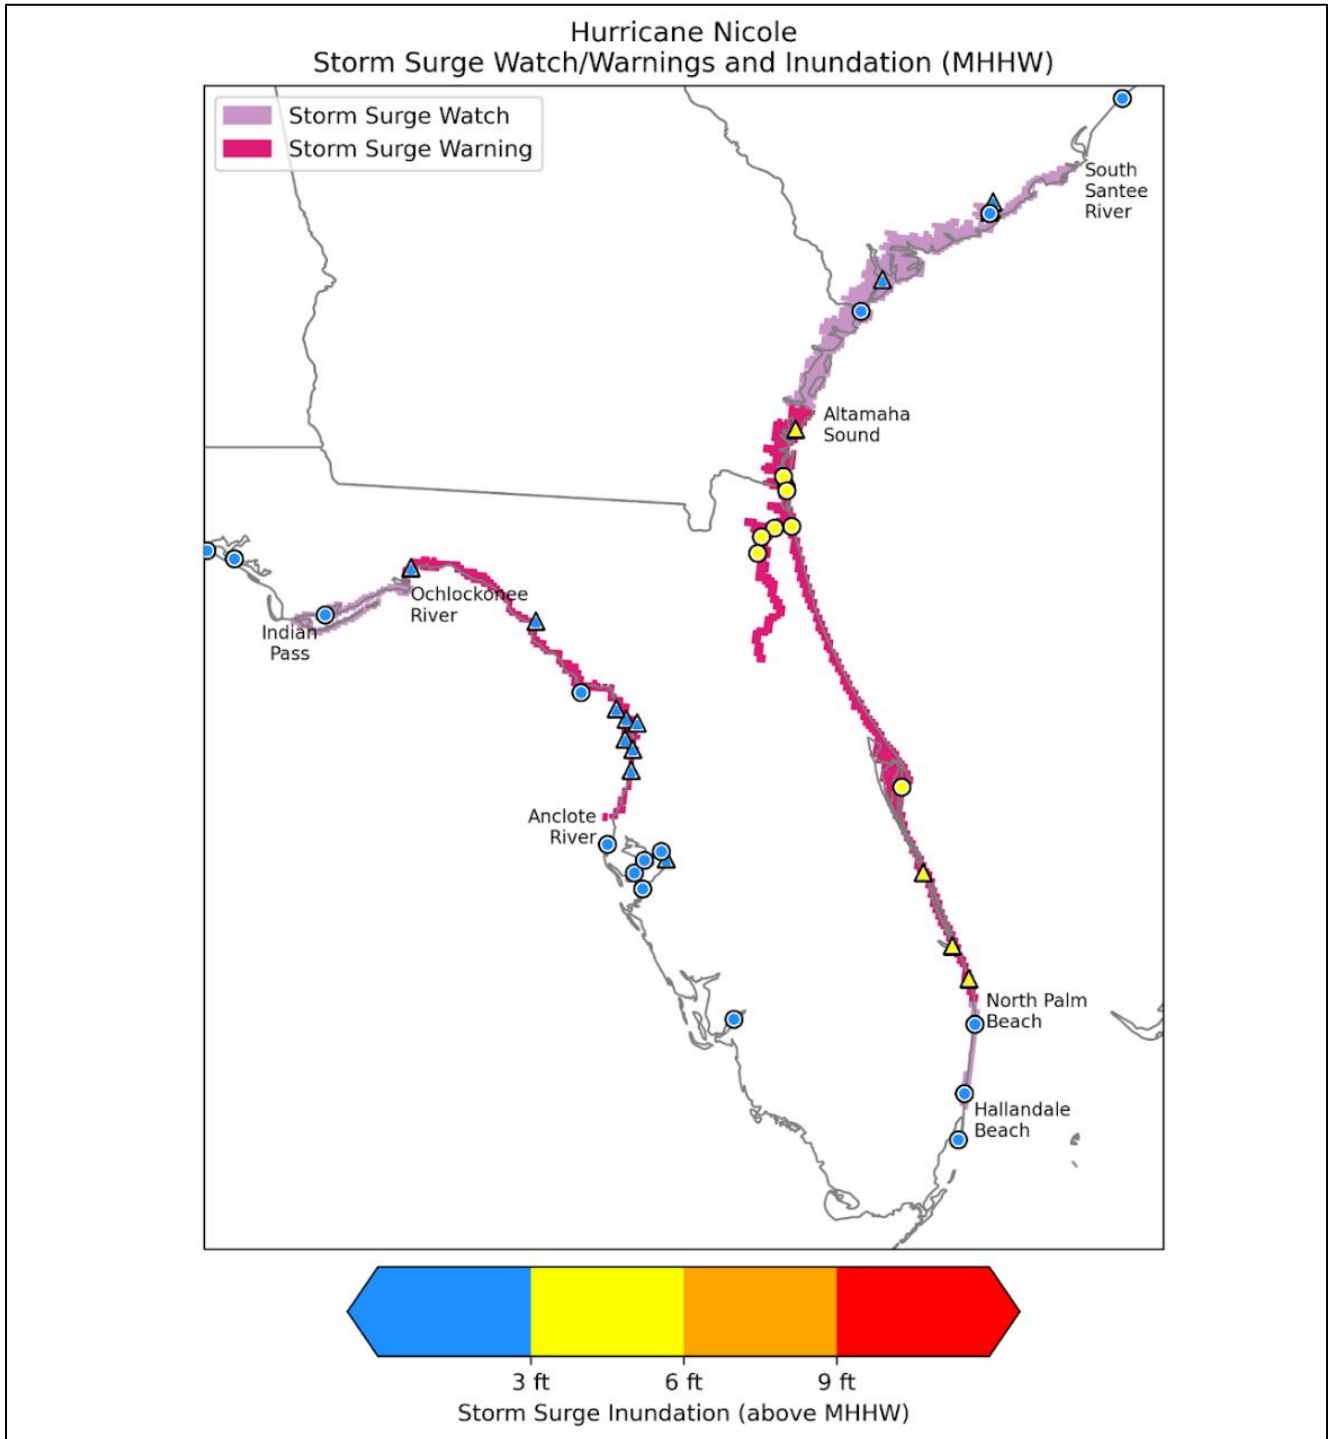 Hurricane Nicole
Storm Surge Watch/Warnings and Inundation (MHHW)
Storm Surge Watch
Storm Surge Warning
South
Santee
River
Altamaha
Sound
Ochlockonee
River
Indian
Pass
Anclote
River
North Palm
Beach
Hallandale
Beach
3 ft
6 ft
9 ft
Storm Surge Inundation (above MHHW)